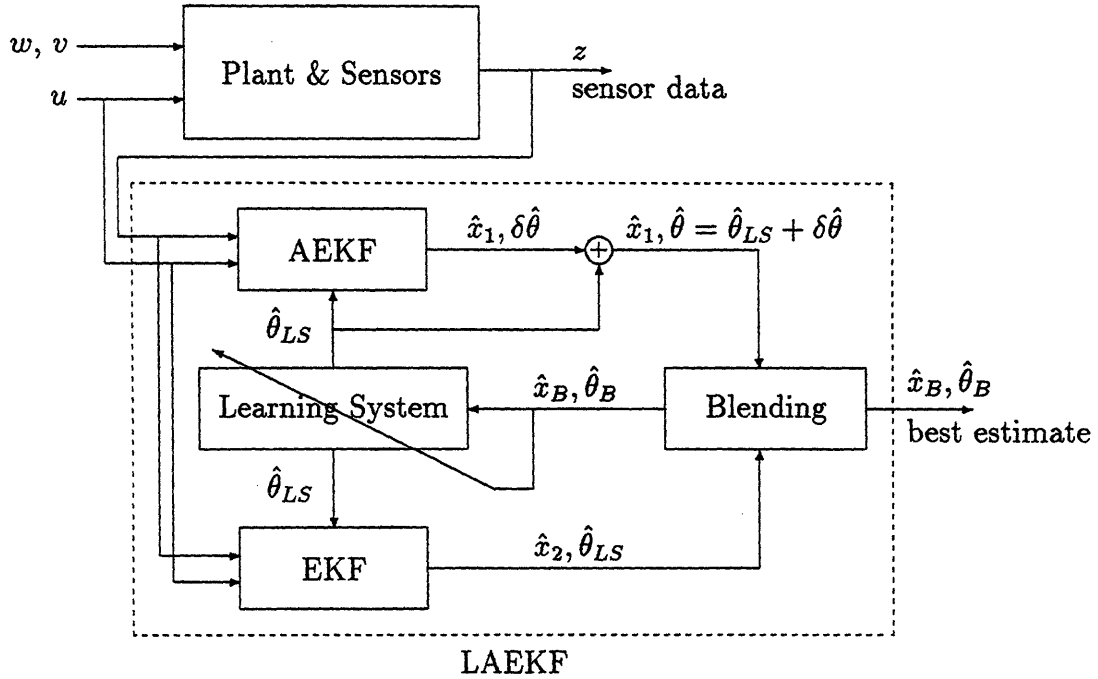 w, v
Plant & Sensors
z
sensor data
u
AEKF
x̂₁, δθ̂
+
x̂₁, θ̂ = θ̂_LS + δθ̂
θ̂_LS
Learning System
x̂_B, θ̂_B
Blending
x̂_B, θ̂_B
best estimate
θ̂_LS
EKF
x̂₂, θ̂_LS
LAEKF